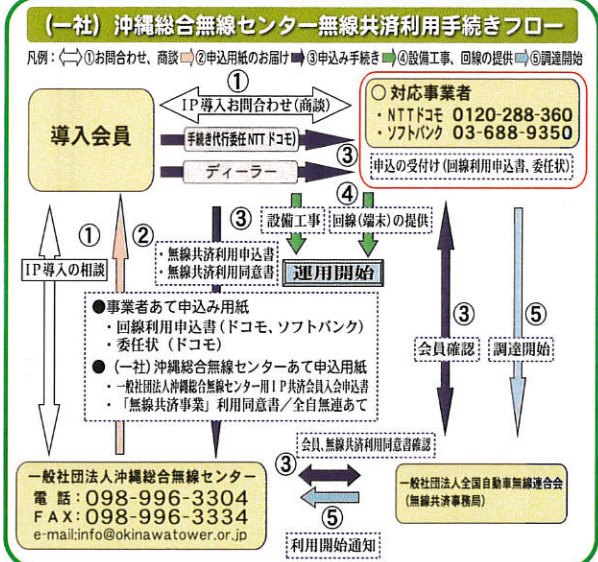 (一社)沖縄総合無線センター無線共済利用手続きフロー
凡例:⟺①お問合わせ、商談➡②申込用紙のお届け➡③申込み手続き➡④設備工事、回線の提供➡⑤調達開始
①
IP導入お問合わせ(商談)
導入会員
手続き代行委任NTTドコモ)
③
ディーラー
○ 対応事業者
・NTTドコモ 0120-288-360
・ソフトバンク 03-688-9350
申込の受付け(回線利用申込書、委任状)
①
IP導入の相談
②
③
・無線共済利用申込書
・無線共済利用同意書
④
設備工事
回線(端末)の提供
運用開始
●事業者あて申込み用紙
・回線利用申込書(ドコモ、ソフトバンク)
・委任状(ドコモ)
●(一社)沖縄総合無線センターあて申込用紙
・一般社団法人沖縄総合無線センター用IP共済会員入会申込書
・「無線共済事業」利用同意書/全自無連あて
③
会員確認
⑤
調達開始
会員、無線共済利用同意書確認
③
⑤
利用開始通知
一般社団法人沖縄総合無線センター
電 話:098-996-3304
FAX:098-996-3334
e-mail:info@okinawatower.or.jp
一般社団法人全国自動車無線連合会
(無線共済事務局)